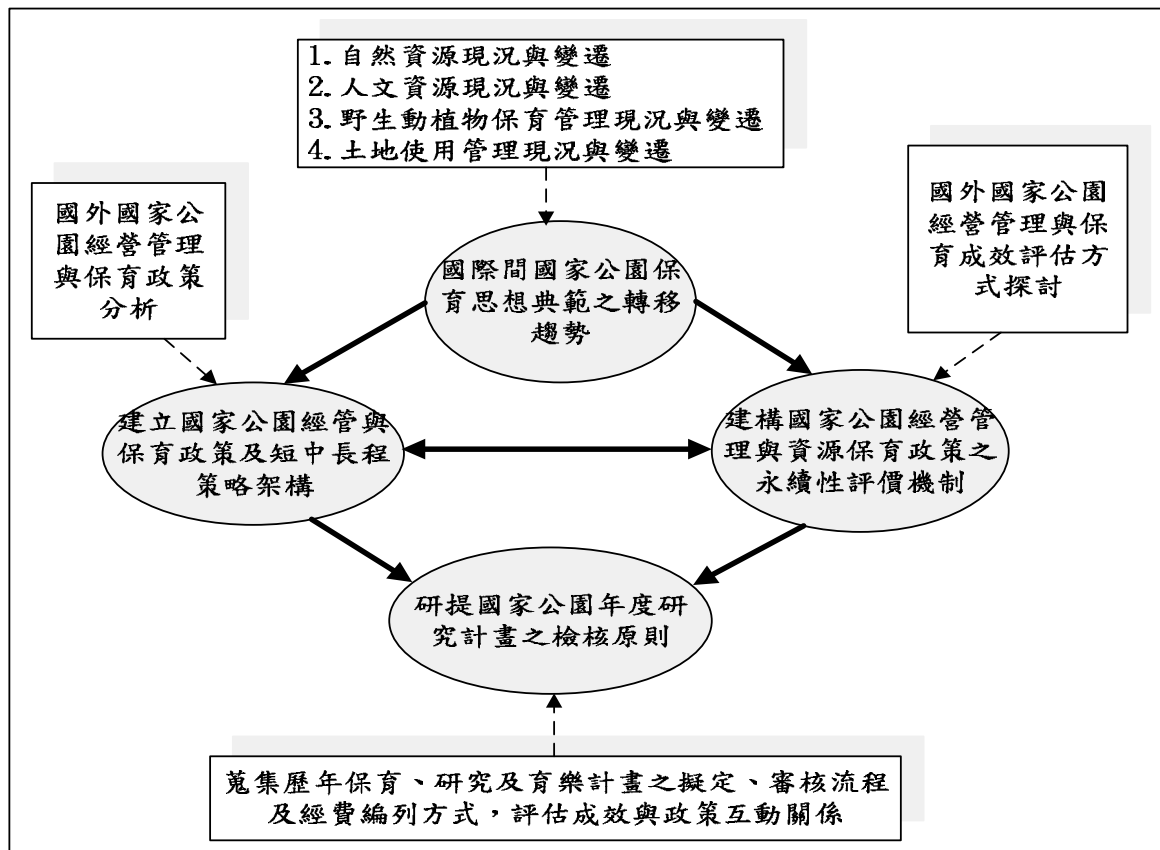 1. 自然資源現況與變遷
2. 人文資源現況與變遷
3. 野生動植物保育管理現況與變遷
4. 土地使用管理現況與變遷
國外國家公
園經營管理
與保育政策
分析
國外國家公園
經營管理與保
育成效評估方
式探討
國際間國家公園保
育思想典範之轉移
趨勢
建立國家公園經管與
保育政策及短中長程
策略架構
建構國家公園經營管
理與資源保育政策之
永續性評價機制
研提國家公園年度研
究計畫之檢核原則
蒐集歷年保育、研究及育樂計畫之擬定、審核流程
及經費編列方式，評估成效與政策互動關係